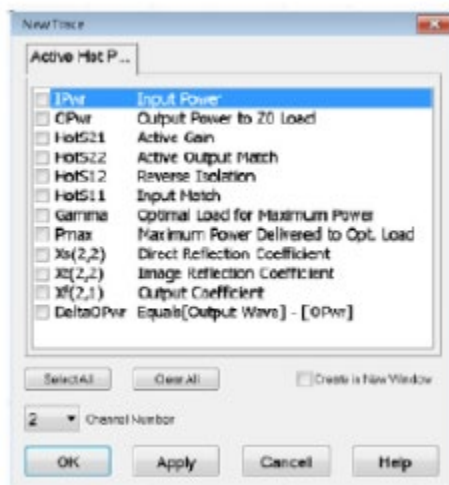 New Trace
Active Hot P...
IPwr Input Power
OPwr Output Power to Z0 Load
HotS21 Active Gain
HotS22 Active Output Match
HotS12 Reverse Isolation
HotS11 Input Match
Gamma Optimal Load for Maximum Power
Pmax Maximum Power Delivered to Opt. Load
Xs(2,2) Direct Reflection Coefficient
Xt(2,2) Image Reflection Coefficient
Xf(2,1) Output Coefficient
DeltaOPwr Equals[Output Wave] - [OPwr]
Select All Clear All Create in New Window
2 Channel Number
OK Apply Cancel Help